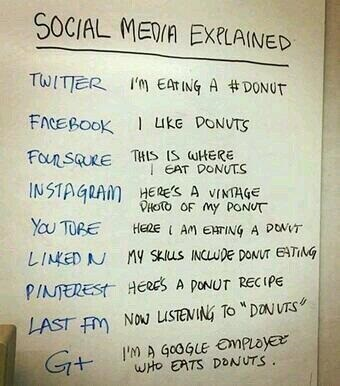 SOCIAL MEDIA EXPLAINED
TWITTER I'M EATING A #DONUT
FACEBOOK I LIKE DONUTS
FOURSQURE THIS IS WHERE
I EAT DONUTS
INSTAGRAM HERE'S A VINTAGE
PHOTO OF MY DONUT
YOU TUBE HERE I AM EATING A DONUT
LINKED IN MY SKILLS INCLUDE DONUT EATING
PINTEREST HERE'S A DONUT RECIPE
LAST FM NOW LISTENING TO "DONUTS"
G+ I'M A GOOGLE EMPLOYEE
WHO EATS DONUTS.